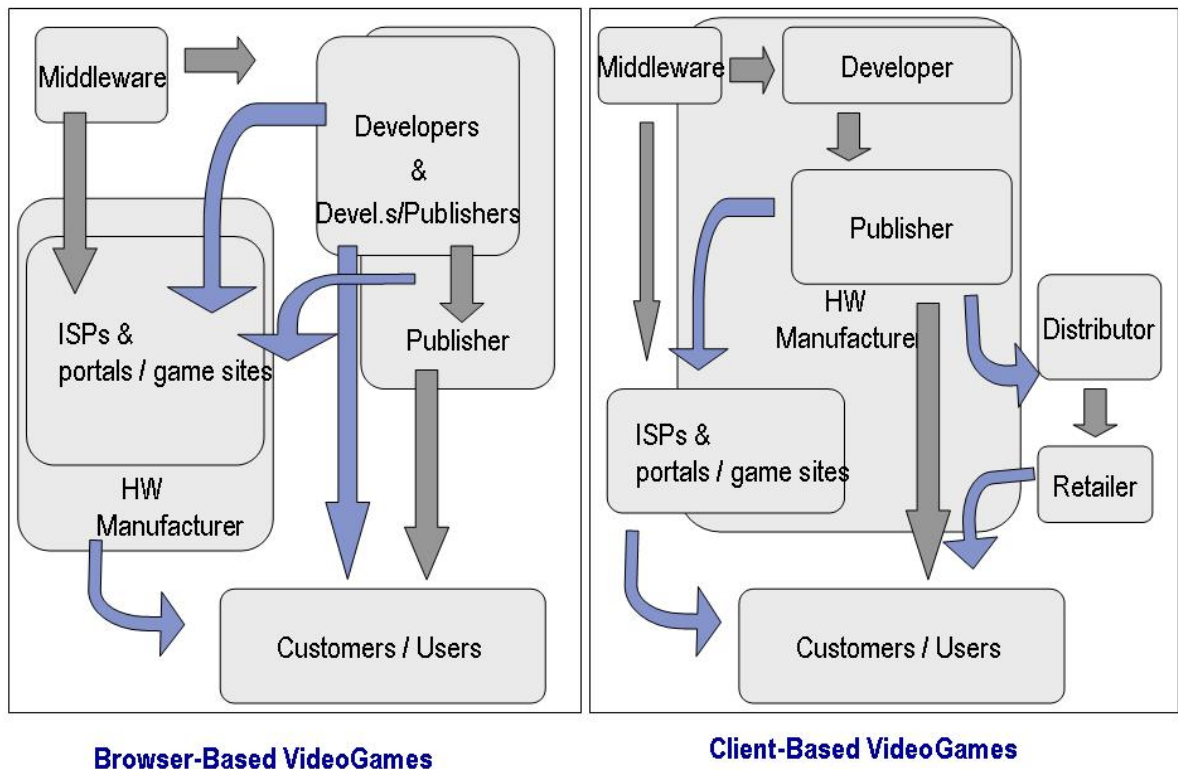 Middleware
Developers
&
Devel.s/Publishers
ISPs &
portals / game sites
Publisher
HW
Manufacturer
Customers / Users
Browser-Based VideoGames
Middleware
Developer
Publisher
HW
Manufacturer
Distributor
ISPs &
portals / game sites
Retailer
Customers / Users
Client-Based VideoGames